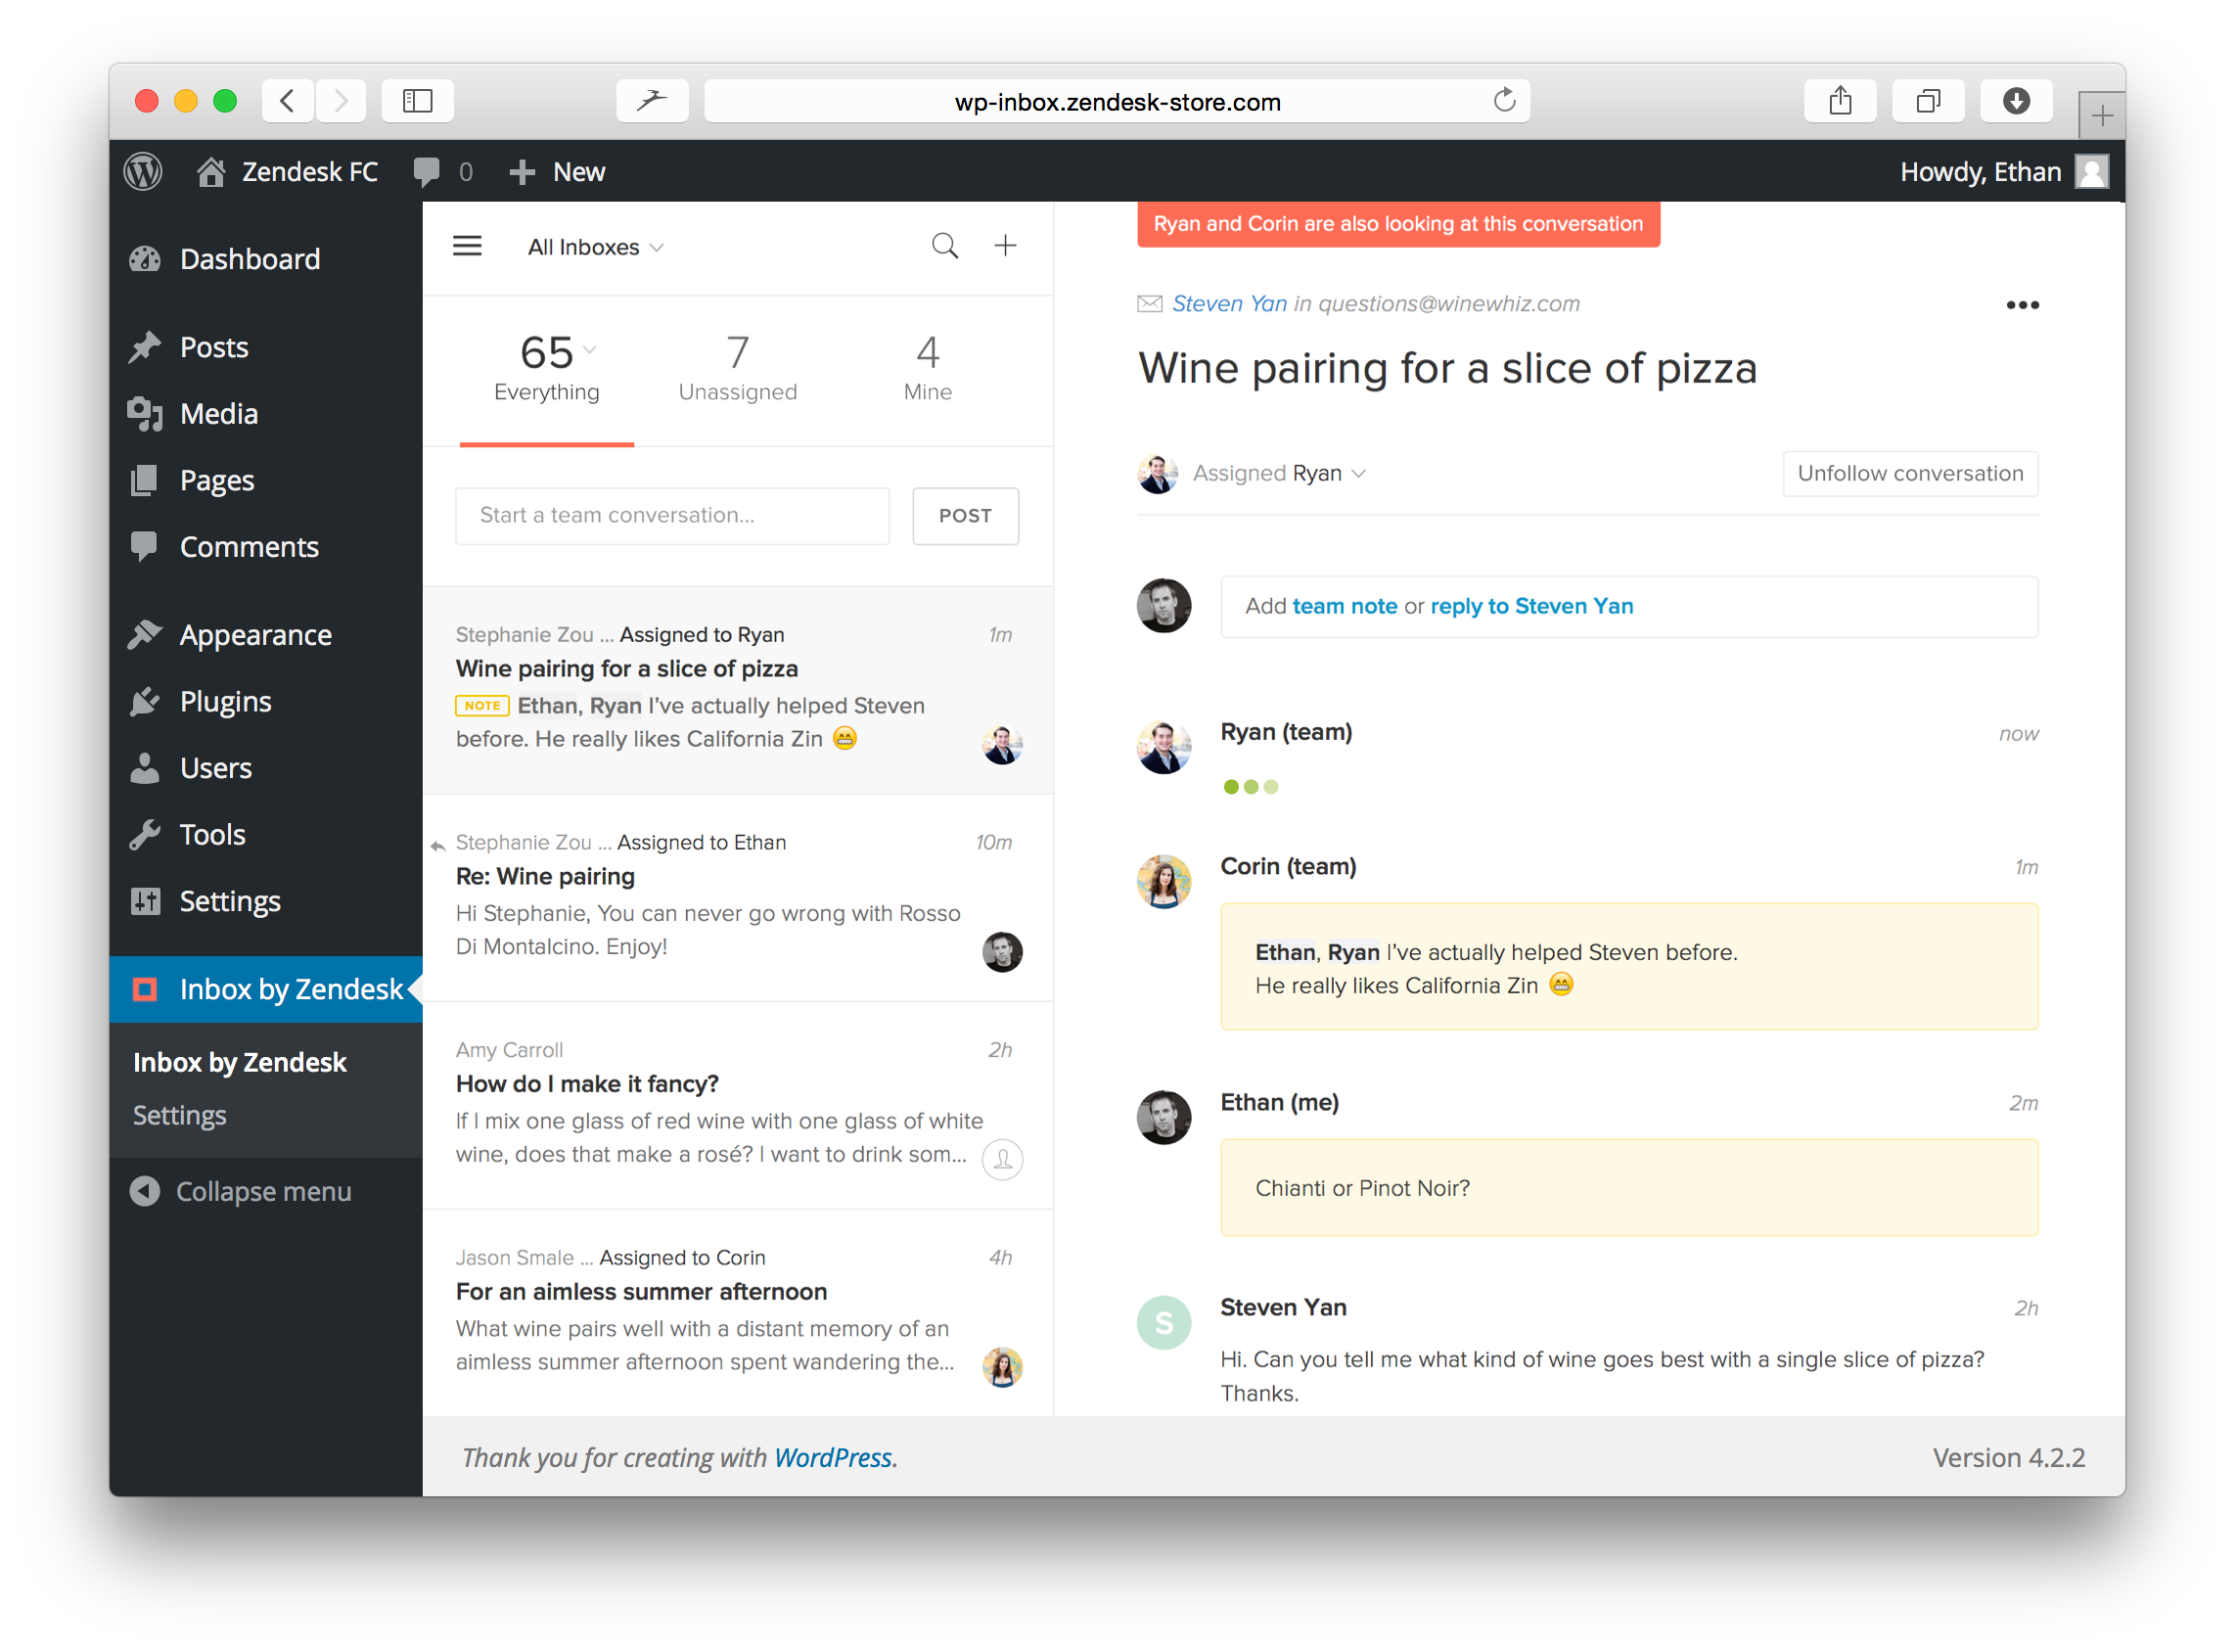 wp-inbox.zendesk-store.com
Zendesk FC
0
New
Howdy, Ethan
Dashboard
Posts
Media
Pages
Comments
Appearance
Plugins
Users
Tools
Settings
Inbox by Zendesk
Inbox by Zendesk
Settings
Collapse menu
All Inboxes
65
Everything
7
Unassigned
4
Mine
Start a team conversation...
POST
Stephanie Zou ... Assigned to Ryan
1m
Wine pairing for a slice of pizza
NOTE Ethan, Ryan I’ve actually helped Steven
before. He really likes California Zin 😁
Stephanie Zou ... Assigned to Ethan
10m
Re: Wine pairing
Hi Stephanie, You can never go wrong with Rosso
Di Montalcino. Enjoy!
Amy Carroll
2h
How do I make it fancy?
If I mix one glass of red wine with one glass of white
wine, does that make a rosé? I want to drink som...
Jason Smale ... Assigned to Corin
4h
For an aimless summer afternoon
What wine pairs well with a distant memory of an
aimless summer afternoon spent wandering the...
Ryan and Corin are also looking at this conversation
Steven Yan in questions@winewhiz.com
Wine pairing for a slice of pizza
Assigned Ryan
Unfollow conversation
Add team note or reply to Steven Yan
Ryan (team)
now
Corin (team)
1m
Ethan, Ryan I’ve actually helped Steven before.
He really likes California Zin 😁
Ethan (me)
2m
Chianti or Pinot Noir?
S
Steven Yan
2h
Hi. Can you tell me what kind of wine goes best with a single slice of pizza?
Thanks.
Thank you for creating with WordPress.
Version 4.2.2